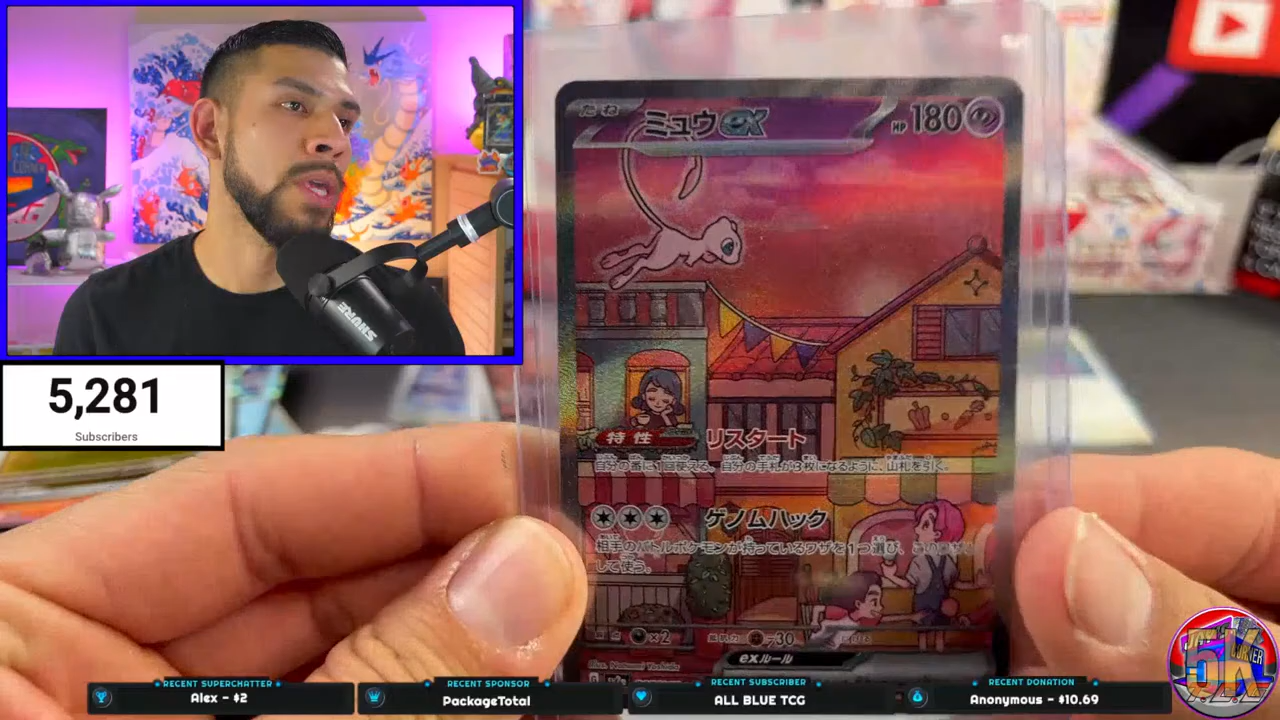 たね ミュウex HP 180
特性 リスタート
自分の番に1回使える。自分の手札が3枚になるように、山札を引く。
ゲノムハック
相手のバトルポケモンが持っているワザを1つ選び、この
して使う。
×2
-30
exルール
SHURE
5,281
Subscribers
RECENT SUPERCHATTER
Alex - $2
RECENT SPONSOR
PackageTotal
RECENT SUBSCRIBER
ALL BLUE TCG
RECENT DONATION
Anonymous - $10.69
5K